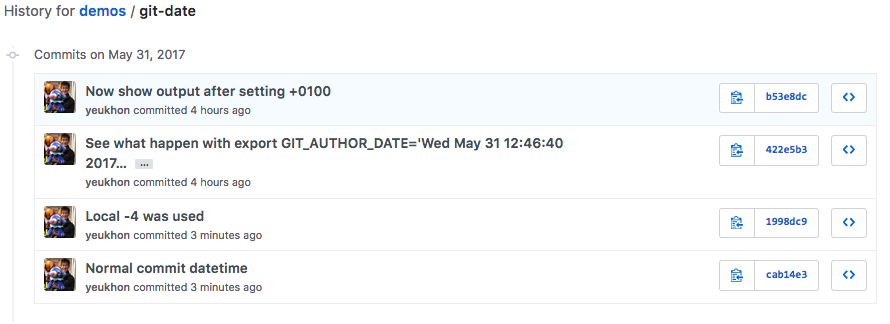 History for demos / git-date
Commits on May 31, 2017
Now show output after setting +0100
yeukhon committed 4 hours ago
b53e8dc
See what happen with export GIT_AUTHOR_DATE='Wed May 31 12:46:40
2017... ...
yeukhon committed 4 hours ago
422e5b3
Local -4 was used
yeukhon committed 3 minutes ago
1998dc9
Normal commit datetime
yeukhon committed 3 minutes ago
cab14e3